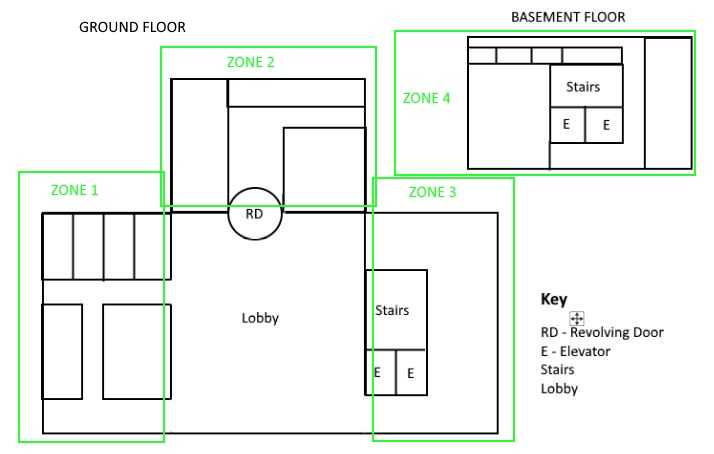 GROUND FLOOR
BASEMENT FLOOR
ZONE 2
ZONE 4
Stairs
E E
ZONE 1
ZONE 3
RD
Lobby
Stairs
E E
Key
RD - Revolving Door
E - Elevator
Stairs
Lobby